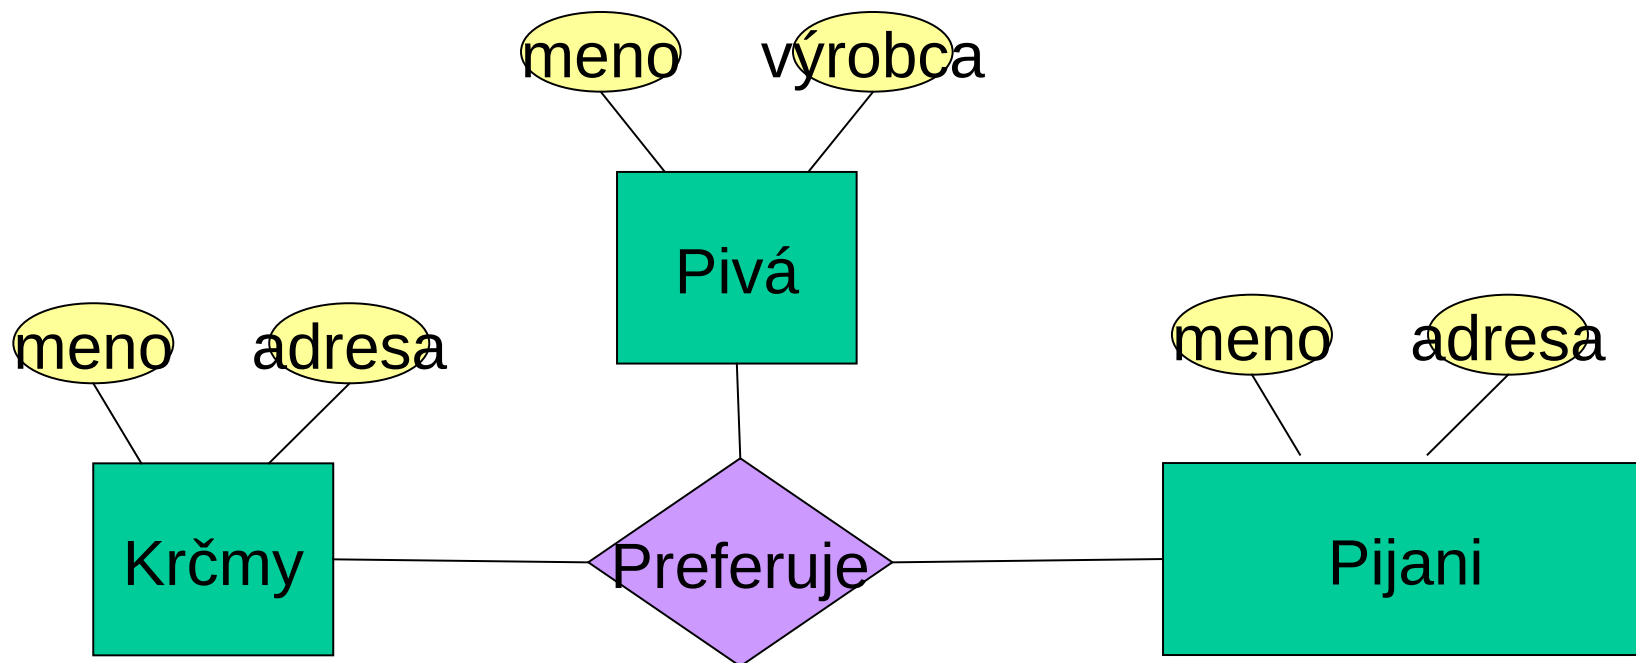 meno
výrobca
Pivá
meno
adresa
meno
adresa
Krčmy
Preferuje
Pijani